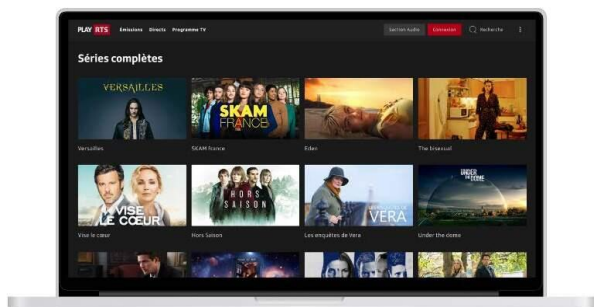 PLAY RTS Emissions Directs Programme TV Section Audio Connexion Recherche
Séries complètes
VERSAILLES
SKAM
FRANCE
Versailles SKAM France Eden The bisexual
VISE
LE CŒUR
HORS
SAISON
VERA
UNDER
THE DOME
Vise le cœur Hors Saison Les enquêtes de Vera Under the dome